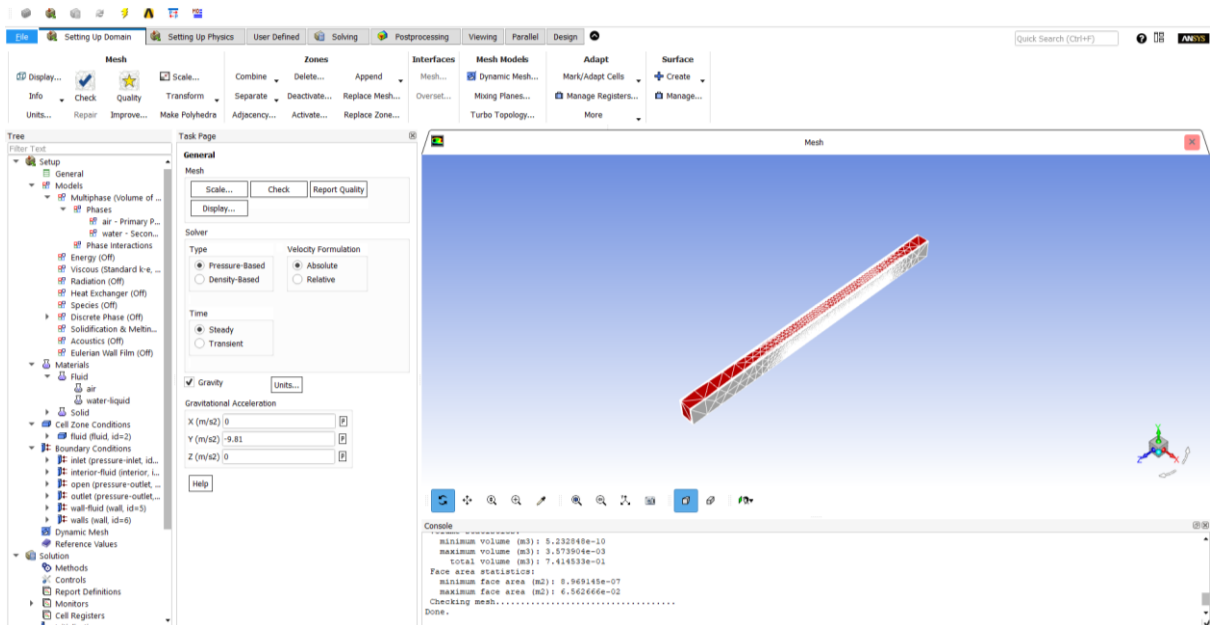 File Setting Up Domain Setting Up Physics User Defined Solving Postprocessing Viewing Parallel Design
Quick Search (Ctrl+F)
ANSYS
Mesh
Display...
Info
Units...
Check
Repair
Quality
Improve...
Scale...
Transform
Make Polyhedra
Zones
Combine Delete... Append
Separate Deactivate... Replace Mesh...
Adjacency... Activate... Replace Zone...
Interfaces
Mesh...
Overset...
Mesh Models
Dynamic Mesh...
Mixing Planes...
Turbo Topology...
Adapt
Mark/Adapt Cells
Manage Registers...
More
Surface
Create
Manage...
Tree
Filter Text
Setup
General
Models
Multiphase (Volume of ...
Phases
air - Primary P...
water - Secon...
Phase Interactions
Energy (Off)
Viscous (Standard k-e, ...
Radiation (Off)
Heat Exchanger (Off)
Species (Off)
Discrete Phase (Off)
Solidification & Meltin...
Acoustics (Off)
Eulerian Wall Film (Off)
Materials
Fluid
air
water-liquid
Solid
Cell Zone Conditions
fluid (fluid, id=2)
Boundary Conditions
inlet (pressure-inlet, id...
interior-fluid (interior, i...
open (pressure-outlet, ...
outlet (pressure-outlet,...
wall-fluid (wall, id=5)
walls (wall, id=6)
Dynamic Mesh
Reference Values
Solution
Methods
Controls
Report Definitions
Monitors
Cell Registers
Task Page
General
Mesh
Scale... Check Report Quality
Display...
Solver
Type
Pressure-Based
Density-Based
Velocity Formulation
Absolute
Relative
Time
Steady
Transient
Gravity
Units...
Gravitational Acceleration
X (m/s2) 0 P
Y (m/s2) -9.81 P
Z (m/s2) 0 P
Help
Mesh
Y
Z X
Console
minimum volume (m3): 5.232848e-10
maximum volume (m3): 3.573904e-03
total volume (m3): 7.414533e-01
Face area statistics:
minimum face area (m2): 8.969145e-07
maximum face area (m2): 6.562666e-02
Checking mesh...................................
Done.